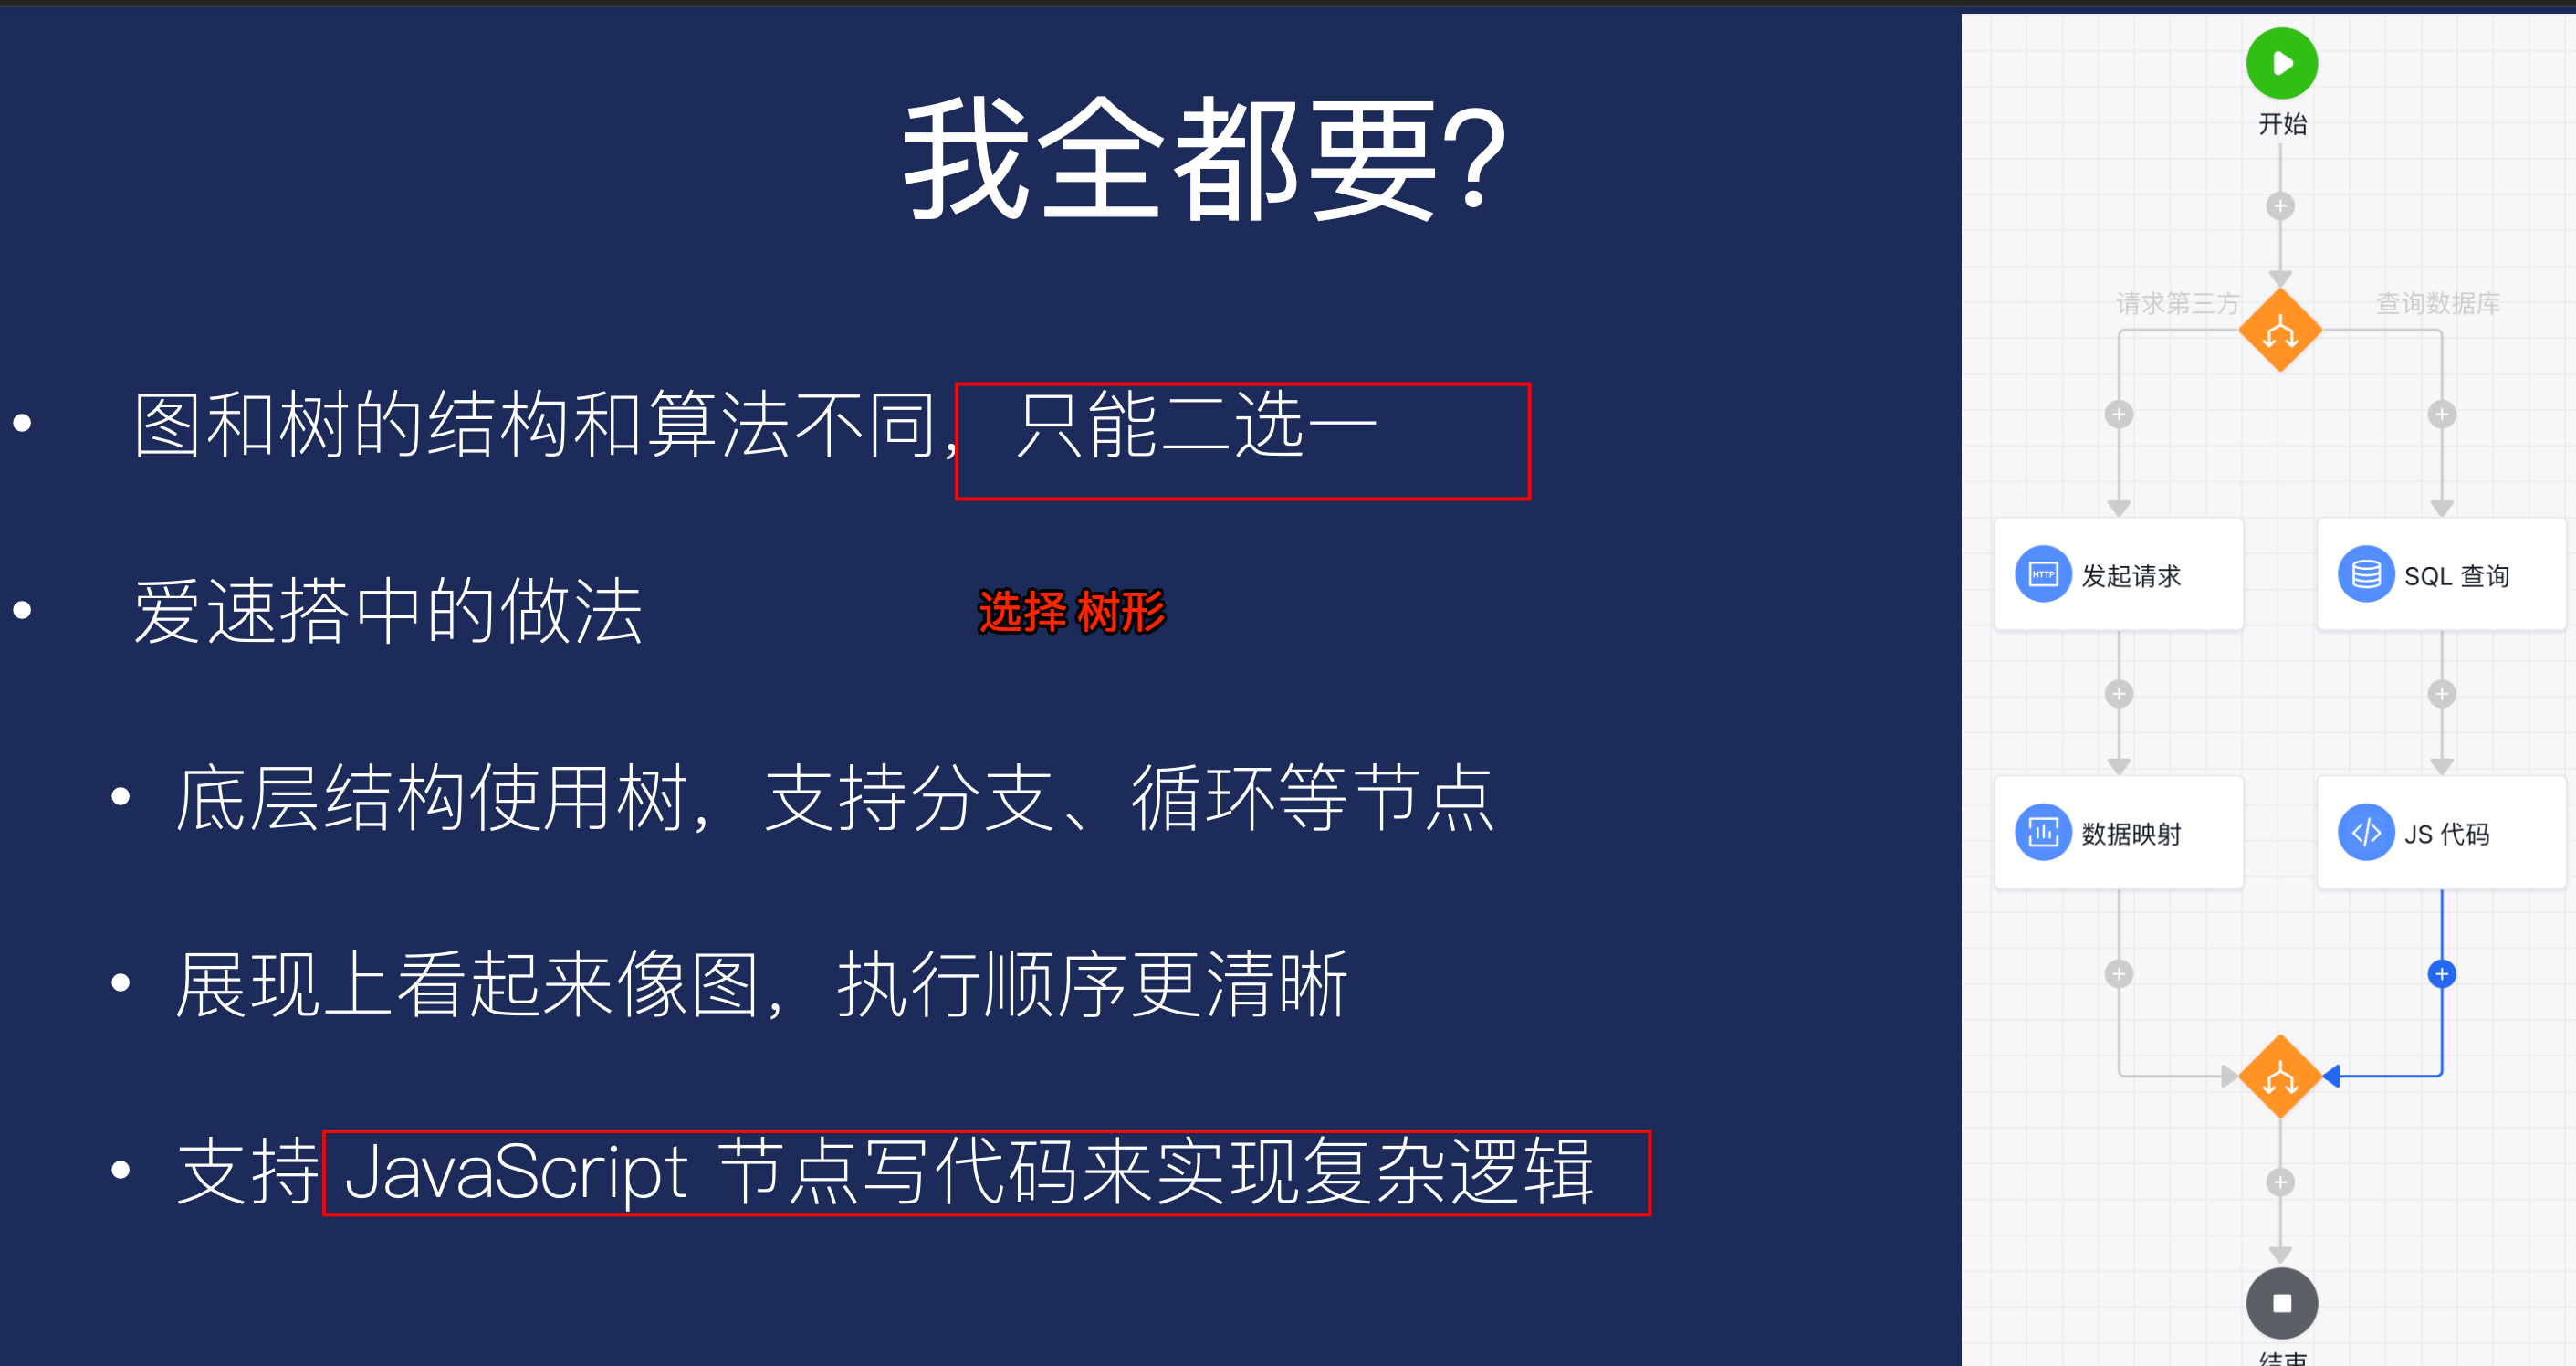 我全都要?
图和树的结构和算法不同，只能二选一
爱速搭中的做法
选择 树形
底层结构使用树，支持分支、循环等节点
展现上看起来像图，执行顺序更清晰
支持 JavaScript 节点写代码来实现复杂逻辑
开始
请求第三方
查询数据库
HTTP
发起请求
SQL 查询
数据映射
JS 代码
结束